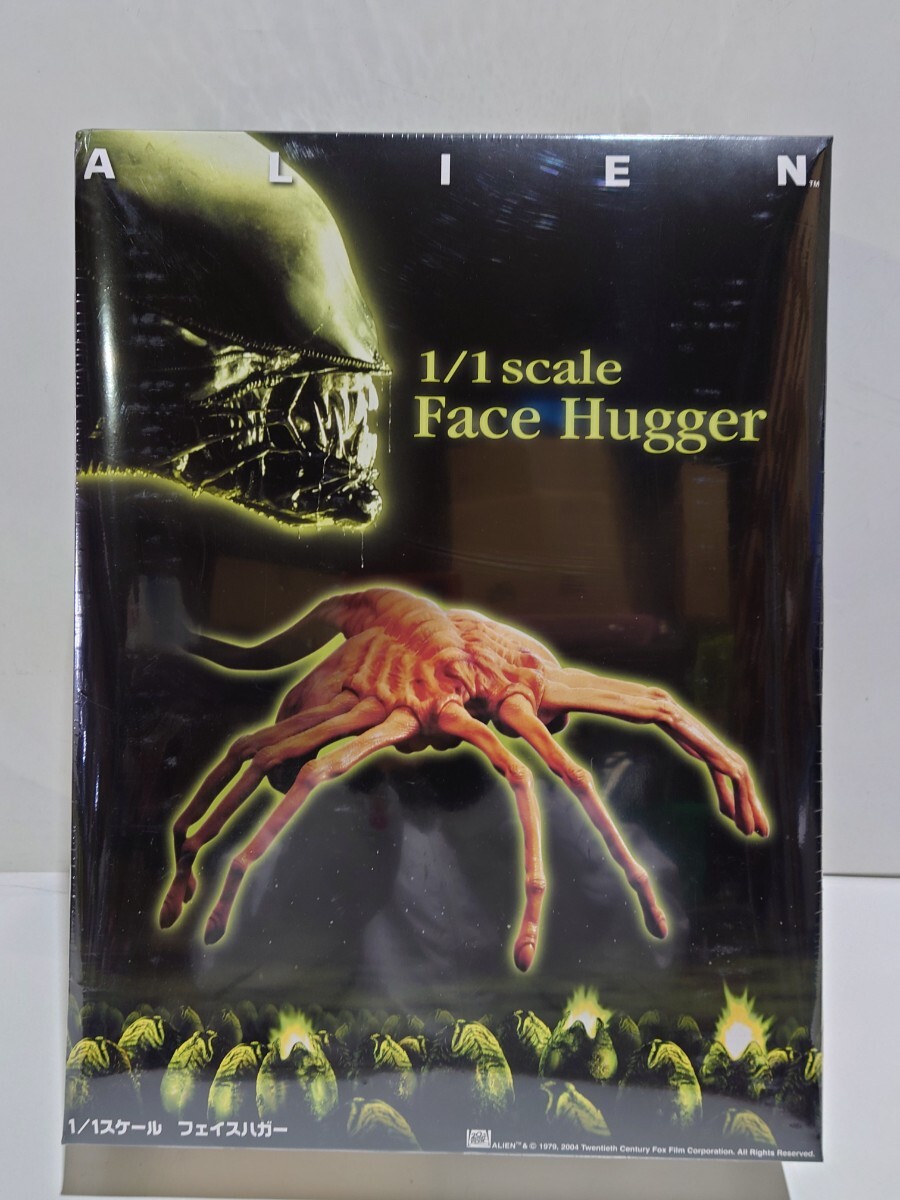 A L I E N™
1/1 scale
Face Hugger
1/1スケール フェイスハガー
ALIEN™ & © 1979, 2004 Twentieth Century Fox Film Corporation. All Rights Reserved.